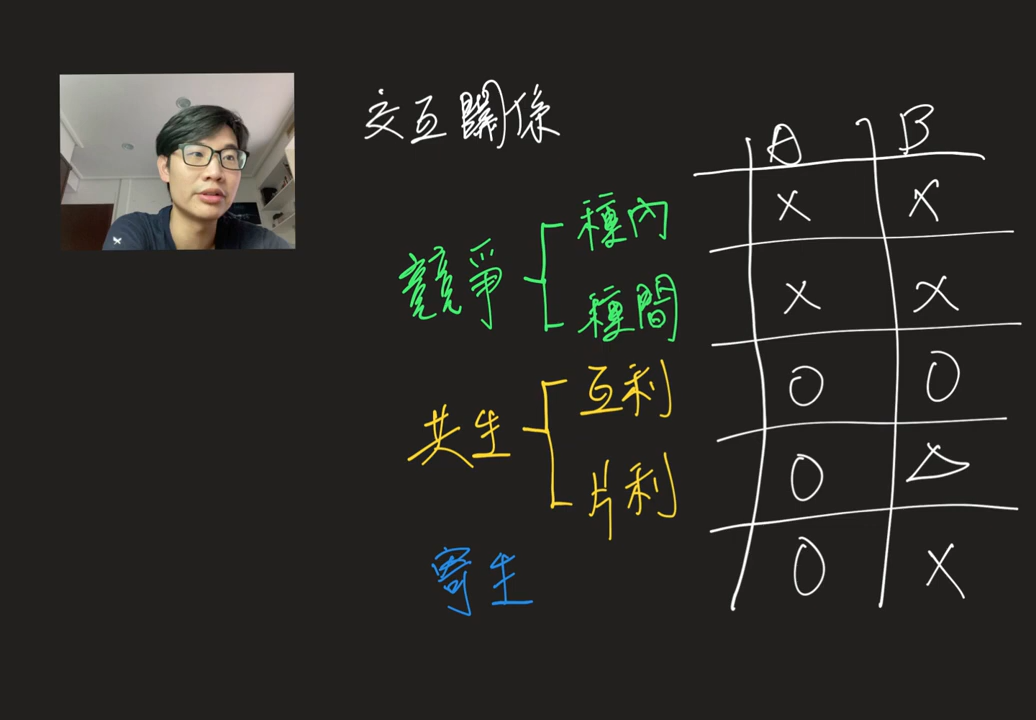 交互關係
A B
競爭 種內 X X
種間 X X
共生 互利 O O
片利 O △
寄生 O X